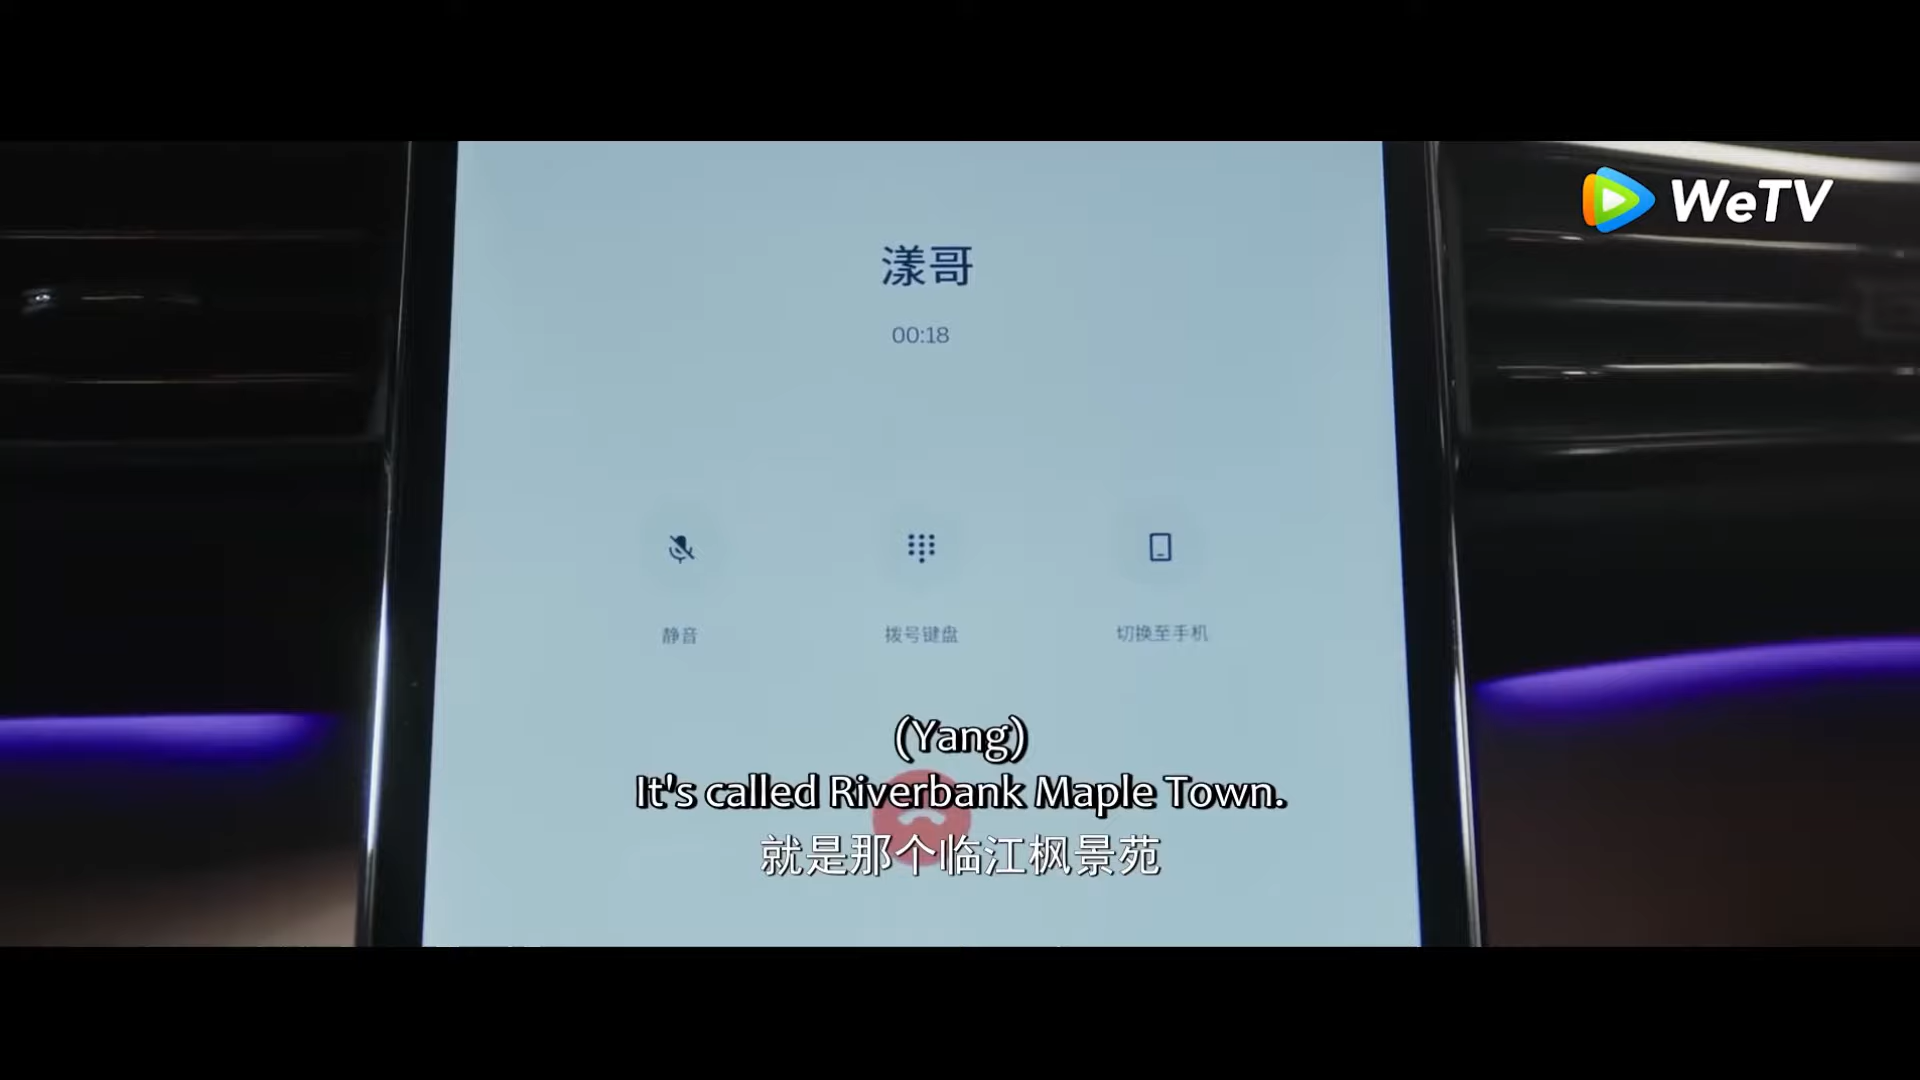 WeTV
漾哥
00:18
静音
拨号键盘
切换至手机
(Yang)
It's called Riverbank Maple Town.
就是那个临江枫景苑